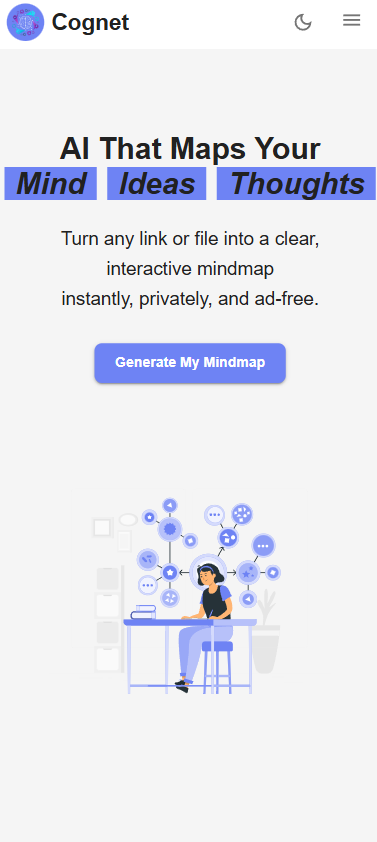 Cognet
AI That Maps Your
Mind Ideas Thoughts
Turn any link or file into a clear,
interactive mindmap
instantly, privately, and ad-free.
Generate My Mindmap